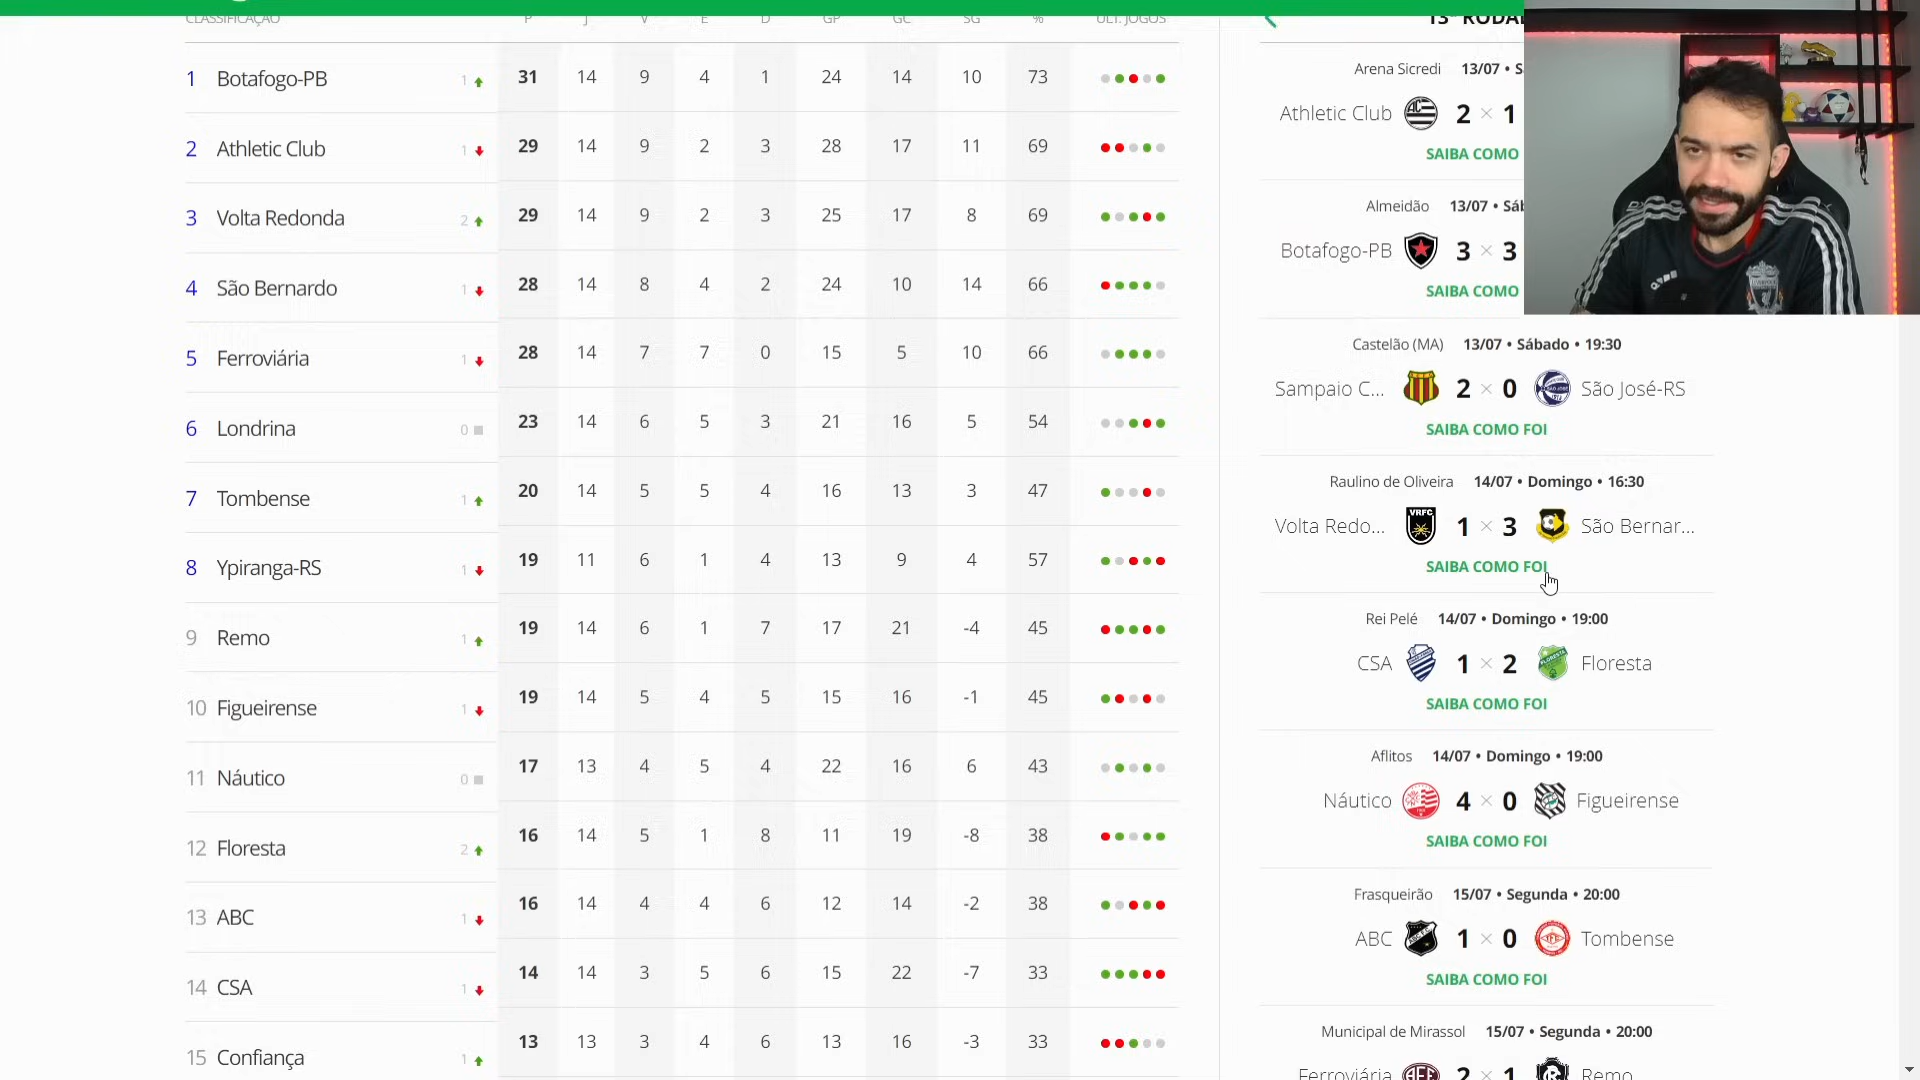 CLASSIFICAÇÃO P J V E D GP GC SG % ÚLT. JOGOS
1 Botafogo-PB 1 31 14 9 4 1 24 14 10 73
2 Athletic Club 1 29 14 9 2 3 28 17 11 69
3 Volta Redonda 2 29 14 9 2 3 25 17 8 69
4 São Bernardo 1 28 14 8 4 2 24 10 14 66
5 Ferroviária 1 28 14 7 7 0 15 5 10 66
6 Londrina 0 23 14 6 5 3 21 16 5 54
7 Tombense 1 20 14 5 5 4 16 13 3 47
8 Ypiranga-RS 1 19 11 6 1 4 13 9 4 57
9 Remo 1 19 14 6 1 7 17 21 -4 45
10 Figueirense 1 19 14 5 4 5 15 16 -1 45
11 Náutico 0 17 13 4 5 4 22 16 6 43
12 Floresta 2 16 14 5 1 8 11 19 -8 38
13 ABC 1 16 14 4 4 6 12 14 -2 38
14 CSA 1 14 14 3 5 6 15 22 -7 33
15 Confiança 1 13 13 3 4 6 13 16 -3 33
13ª RODA
Arena Sicredi 13/07 • S
Athletic Club 2 × 1
SAIBA COMO
Almeidão 13/07 • Sáb
Botafogo-PB 3 × 3
SAIBA COMO
Castelão (MA) 13/07 • Sábado • 19:30
Sampaio C... 2 × 0 São José-RS
SAIBA COMO FOI
Raulino de Oliveira 14/07 • Domingo • 16:30
Volta Redo... VRFC 1 × 3 São Bernar...
SAIBA COMO FOI
Rei Pelé 14/07 • Domingo • 19:00
CSA 1 × 2 Floresta
SAIBA COMO FOI
Aflitos 14/07 • Domingo • 19:00
Náutico 4 × 0 Figueirense
SAIBA COMO FOI
Frasqueirão 15/07 • Segunda • 20:00
ABC 1 × 0 Tombense
SAIBA COMO FOI
Municipal de Mirassol 15/07 • Segunda • 20:00
Ferroviária 2 × 1 Remo